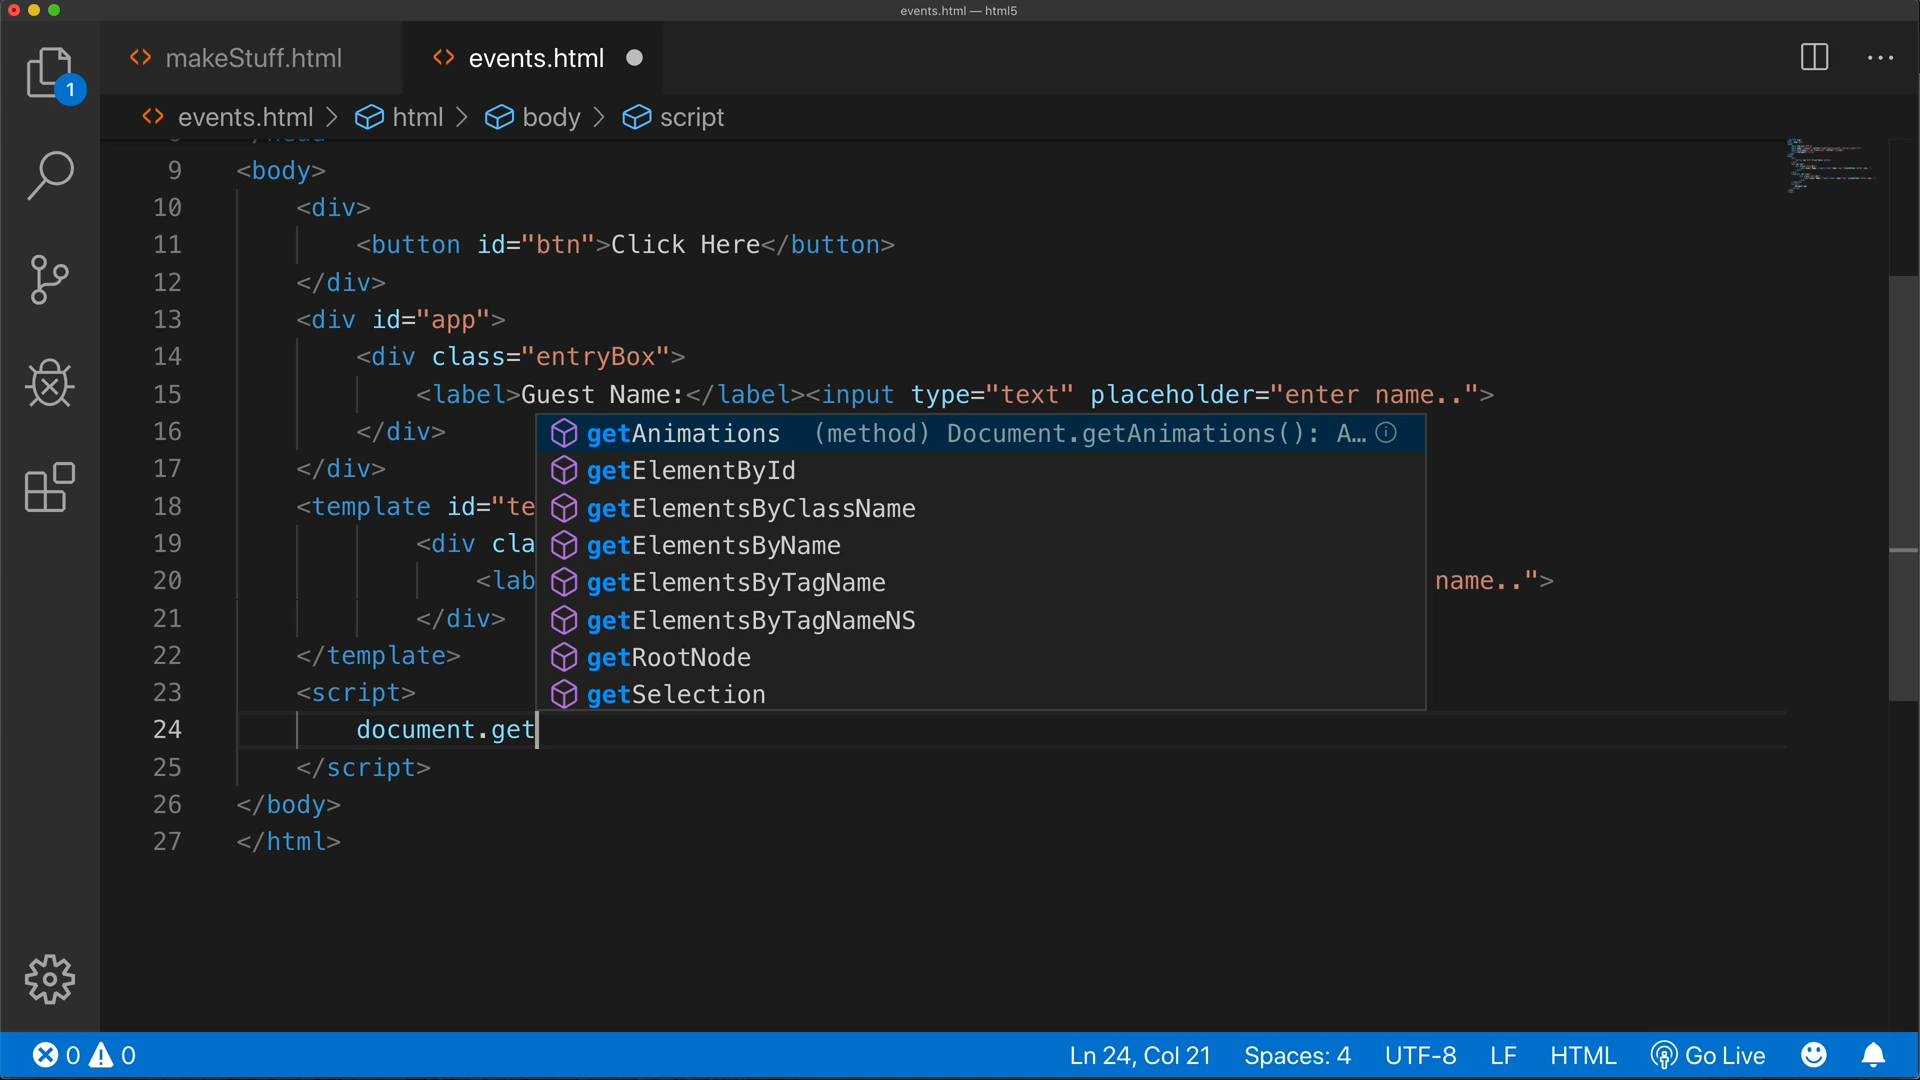 events.html — html5
makeStuff.html
events.html
1
events.html > html > body > script
9 <body>
10 <div>
11 <button id="btn">Click Here</button>
12 </div>
13 <div id="app">
14 <div class="entryBox">
15 <label>Guest Name:</label><input type="text" placeholder="enter name..">
16 </div>
17 </div>
18 <template id="te
19 <div cla
20 <lab name..">
21 </div>
22 </template>
23 <script>
24 document.get
25 </script>
26 </body>
27 </html>
getAnimations (method) Document.getAnimations(): A…
getElementById
getElementsByClassName
getElementsByName
getElementsByTagName
getElementsByTagNameNS
getRootNode
getSelection
0 0 Ln 24, Col 21 Spaces: 4 UTF-8 LF HTML Go Live